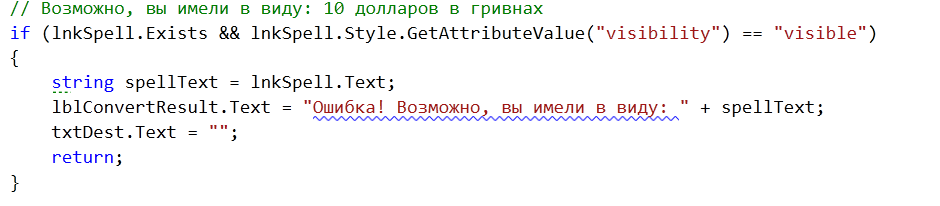 // Возможно, вы имели в виду: 10 долларов в гривнах
if (lnkSpell.Exists && lnkSpell.Style.GetAttributeValue("visibility") == "visible")
{
string spellText = lnkSpell.Text;
lblConvertResult.Text = "Ошибка! Возможно, вы имели в виду: " + spellText;
txtDest.Text = "";
return;
}